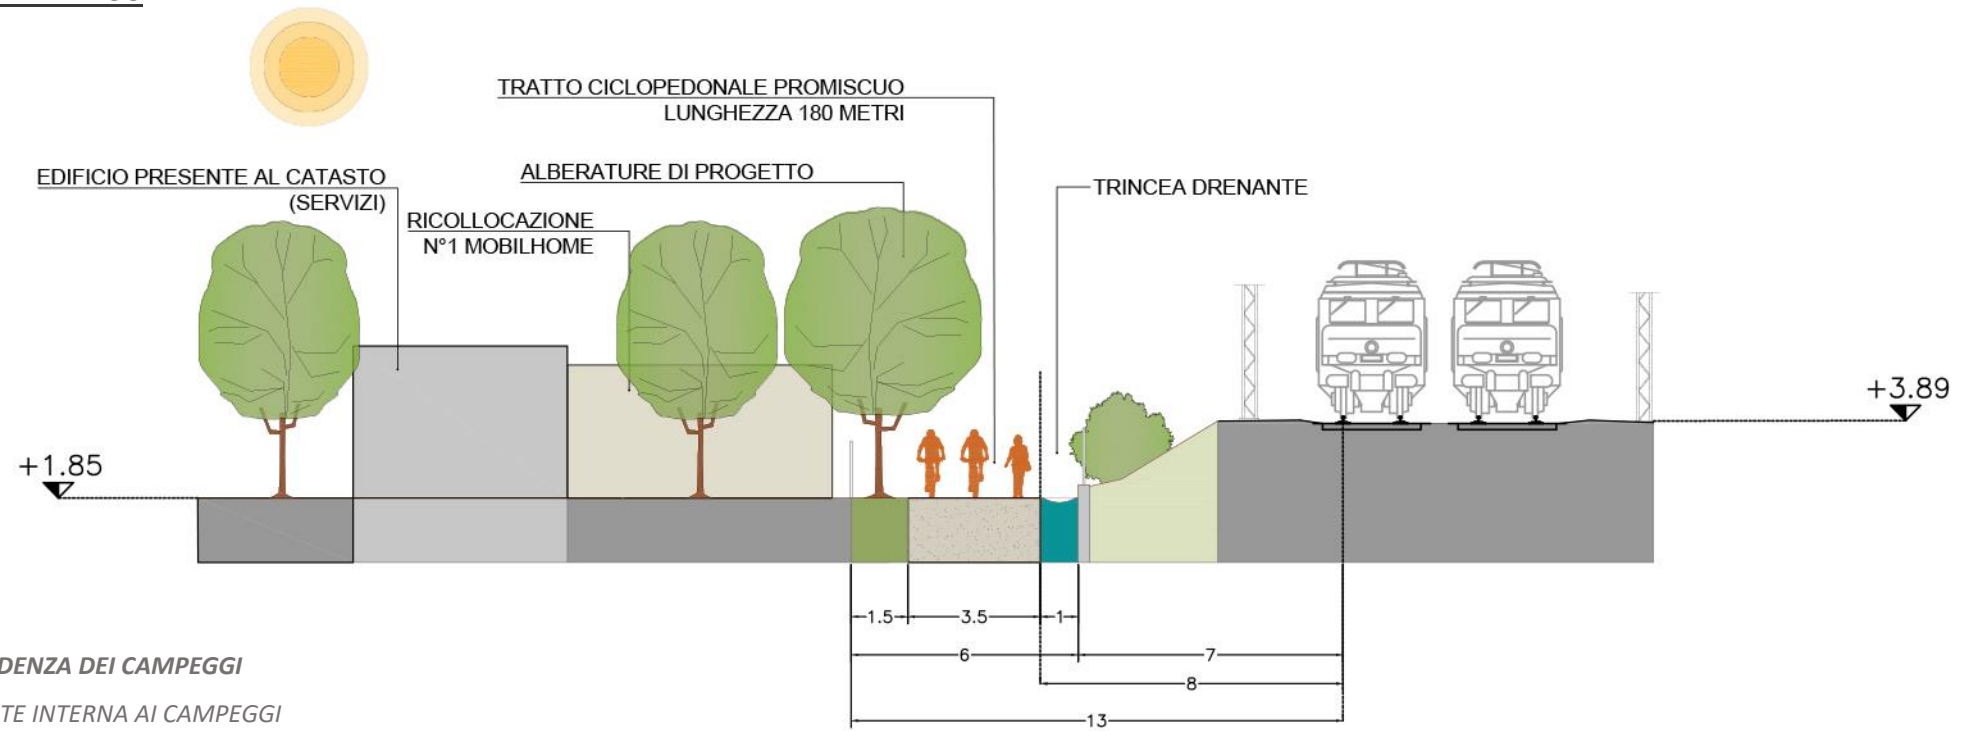 TRATTO CICLOPEDONALE PROMISCUO
LUNGHEZZA 180 METRI
EDIFICIO PRESENTE AL CATASTO
(SERVIZI)
ALBERATURE DI PROGETTO
TRINCEA DRENANTE
RICOLLOCAZIONE
N°1 MOBILHOME
+3.89
+1.85
1.5
3.5
1
6
7
8
13
DENZA DEI CAMPEGGI
TE INTERNA AI CAMPEGGI